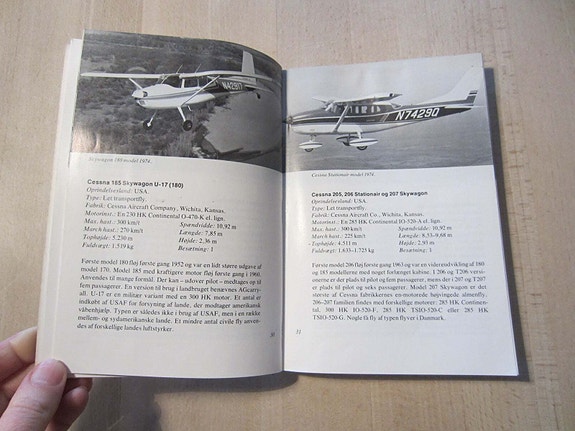 N42977
Skywagon 180 model 1974.
Cessna 185 Skywagon U-17 (180)
Oprindelsesland: USA.
Type: Let transportfly.
Fabrik: Cessna Aircraft Company, Wichita, Kansas.
Motorinst.: En 230 HK Continental O-470-K el. lign.
Max. hast.: 300 km/t Spændvidde: 10,92 m
March hast.: 270 km/t Længde: 7,85 m
Tophøjde: 5.230 m Højde: 2,36 m
Fuldvægt: 1.519 kg Besætning: 1
Første model 180 fløj første gang 1952 og var en lidt større udgave af
model 170. Model 185 med kraftigere motor fløj første gang i 1960.
Anvendes til mange formål. Der kan – udover pilot – medtages op til
fem passagerer. En version til brug i landbruget benævnes AGcarry-
all. U-17 er en militær variant med en 300 HK motor. Et antal er
indkøbt af USAF for forsyning af lande, der modtager amerikansk
våbenhjælp. Typen er således ikke i brug af USAF, men i en række
mellem- og sydamerikanske lande. Et mindre antal civile fly anven-
des af forskellige landes luftstyrker.
30
N7429Q
Cessna Stationair model 1974.
Cessna 205, 206 Stationair og 207 Skywagon
Oprindelsesland: USA.
Type: Let transportfly.
Fabrik: Cessna Aircraft Co., Wichita, Kansas.
Motorinst.: En 285 HK Continental IO-520-A el. lign.
Max. hast.: 280 km/t Spændvidde: 10,92 m
March hast.: 225 km/t Længde: 8,53–9,68 m
Tophøjde: 4.511 m Højde: 2,93 m
Fuldvægt: 1.633–1.725 kg Besætning: 1
Første model 206 fløj første gang 1963 og var en videreudvikling af 180
og 185 modellerne med noget forlænget kabine. I 206 og T206 versio-
nerne er der plads til pilot og fem passagerer, mens der i 207 og T207
er plads til pilot og seks passagerer. Model 207 Skywagon er det
største af Cessna fabrikkernes en-motorede højvingede almenfly.
206-familien findes med forskellige motorer: 285 HK Continen-
tal, 300 HK IO-520-F, 285 HK TSIO-520-C eller 285 HK
TSIO-520-G. Nogle få fly af typen flyver i Danmark.
31